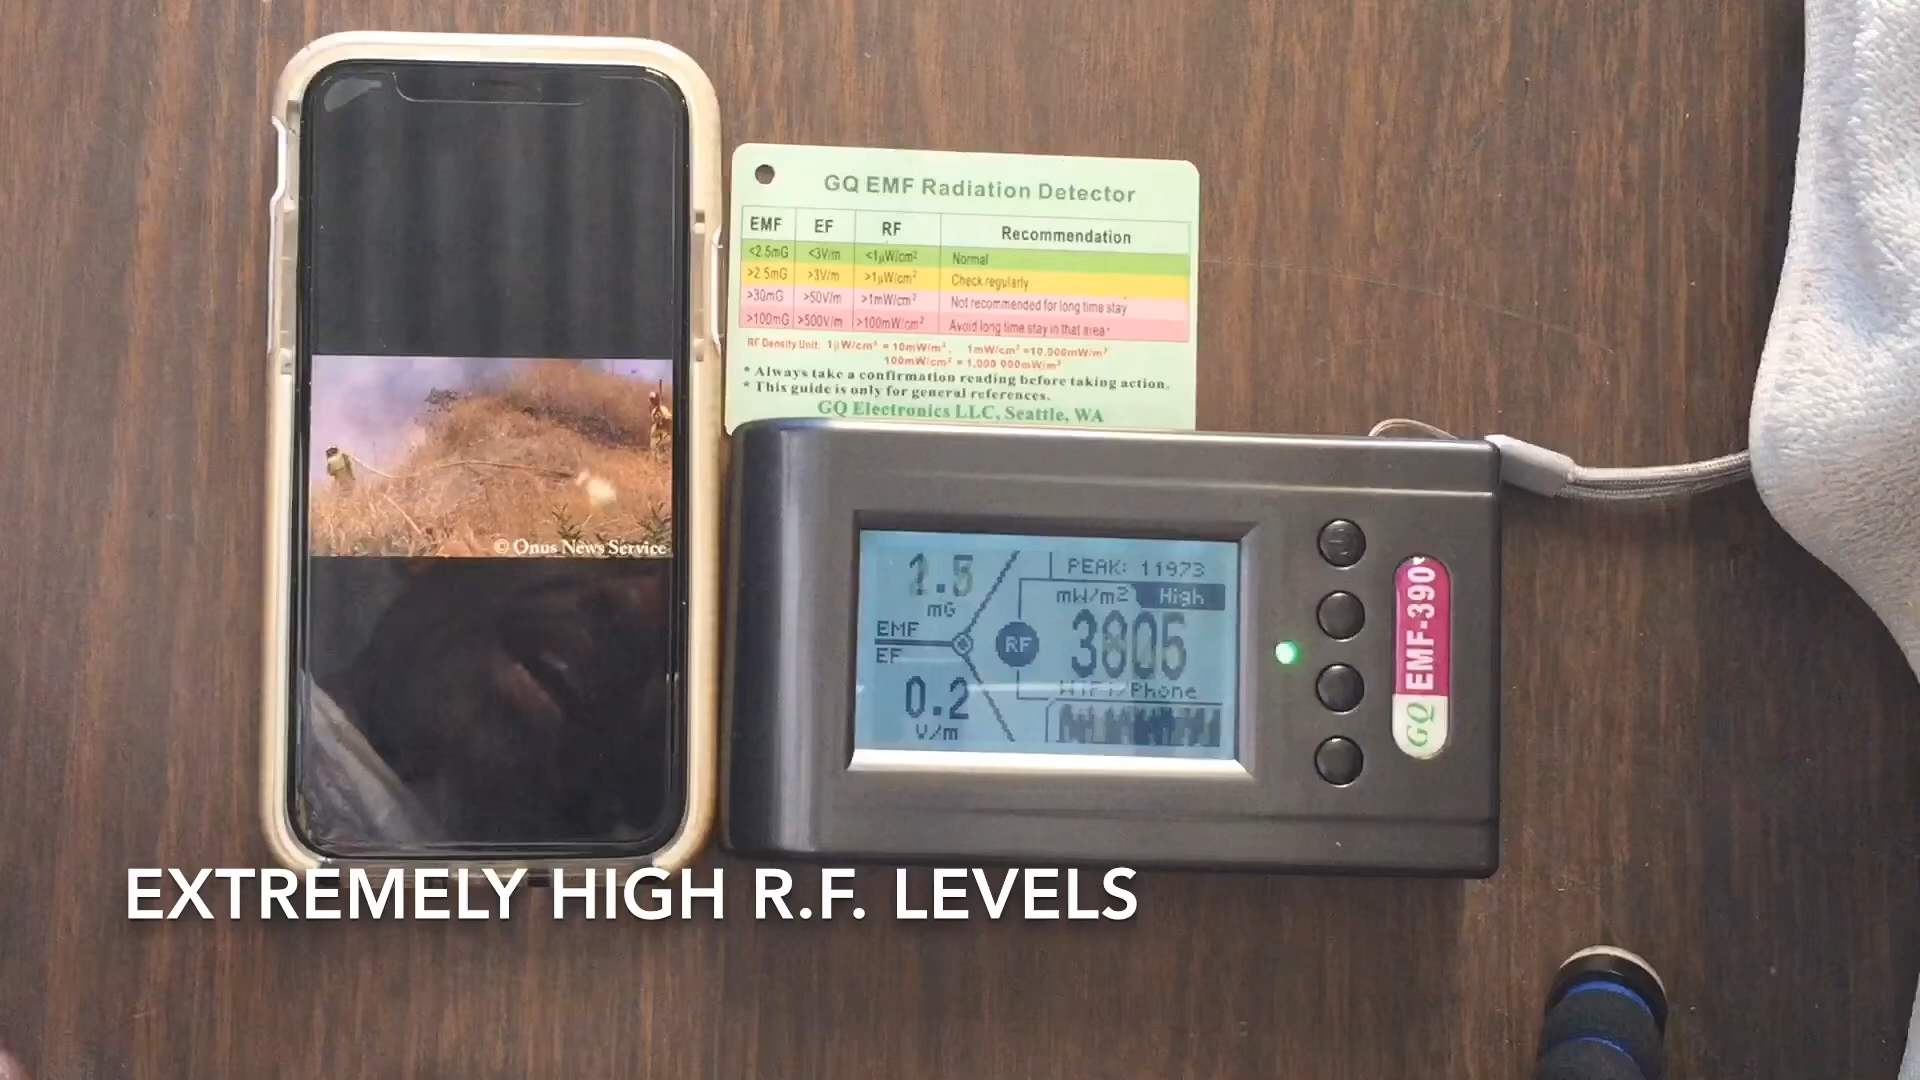 GQ EMF Radiation Detector
EMF EF RF Recommendation
<2.5mG <3V/m <1µW/cm² Normal
>2.5mG >3V/m >1µW/cm² Check regularly
>30mG >50V/m >1mW/cm² Not recommended for long time stay
>100mG >500V/m >100mW/cm² Avoid long time stay in that area*
RF Density Unit: 1µW/cm² = 10mW/m², 1mW/cm² =10,000mW/m²
100mW/cm² = 1,000 000mW/m²
* Always take a confirmation reading before taking action.
* This guide is only for general references.
GQ Electronics LLC, Seattle, WA
© Onus News Service
PEAK: 11973
mW/m2 High
mG
EMF
EF
RF
3805
WiFi/Phone
0.2
V/m
GQ EMF-390
EXTREMELY HIGH R.F. LEVELS